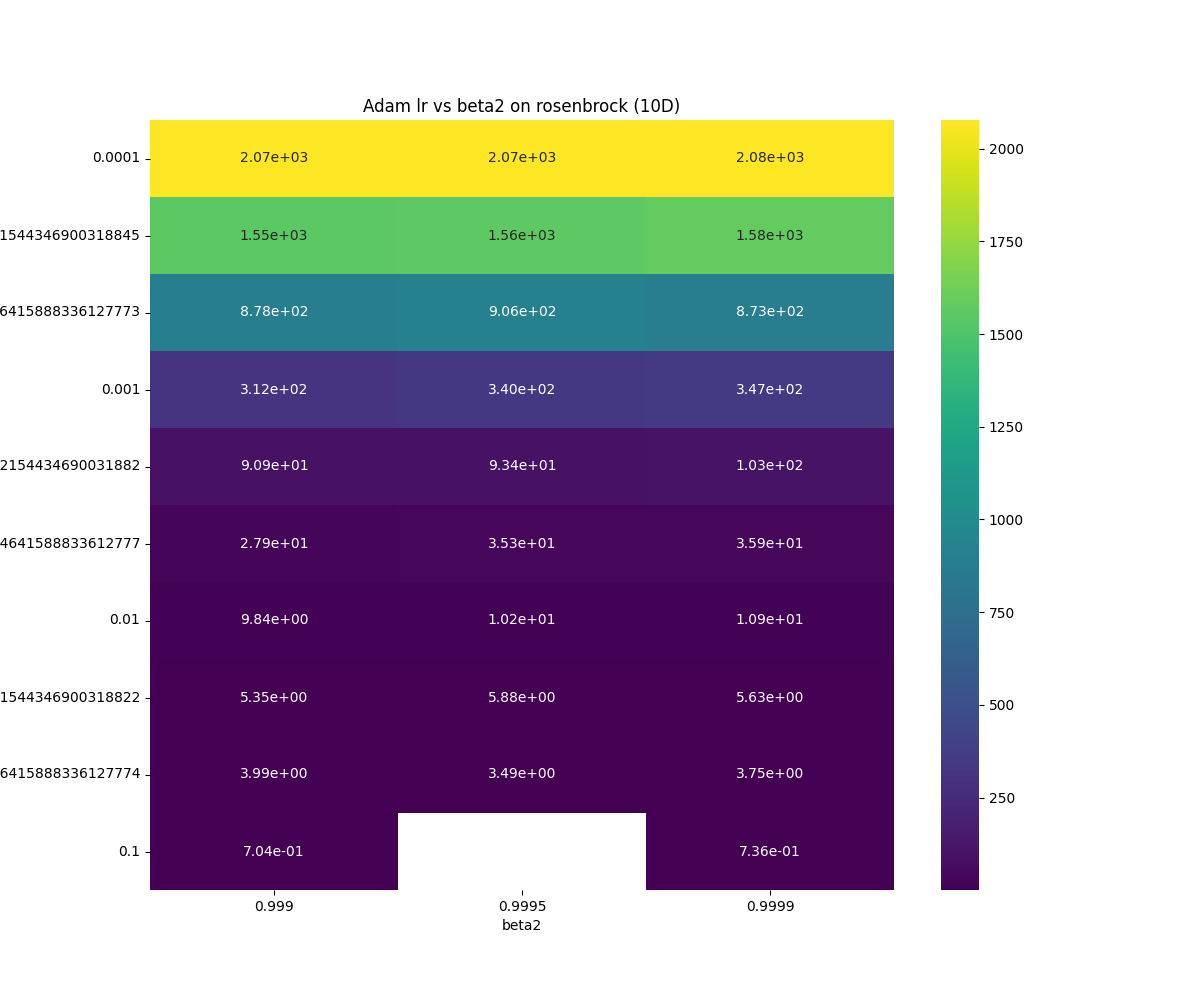 Adam lr vs beta2 on rosenbrock (10D)
0.0001 2.07e+03 2.07e+03 2.08e+03
1544346900318845 1.55e+03 1.56e+03 1.58e+03
6415888336127773 8.78e+02 9.06e+02 8.73e+02
0.001 3.12e+02 3.40e+02 3.47e+02
2154434690031882 9.09e+01 9.34e+01 1.03e+02
4641588833612777 2.79e+01 3.53e+01 3.59e+01
0.01 9.84e+00 1.02e+01 1.09e+01
1544346900318822 5.35e+00 5.88e+00 5.63e+00
6415888336127774 3.99e+00 3.49e+00 3.75e+00
0.1 7.04e-01 7.36e-01
0.999 0.9995 0.9999
beta2
2000
1750
1500
1250
1000
750
500
250